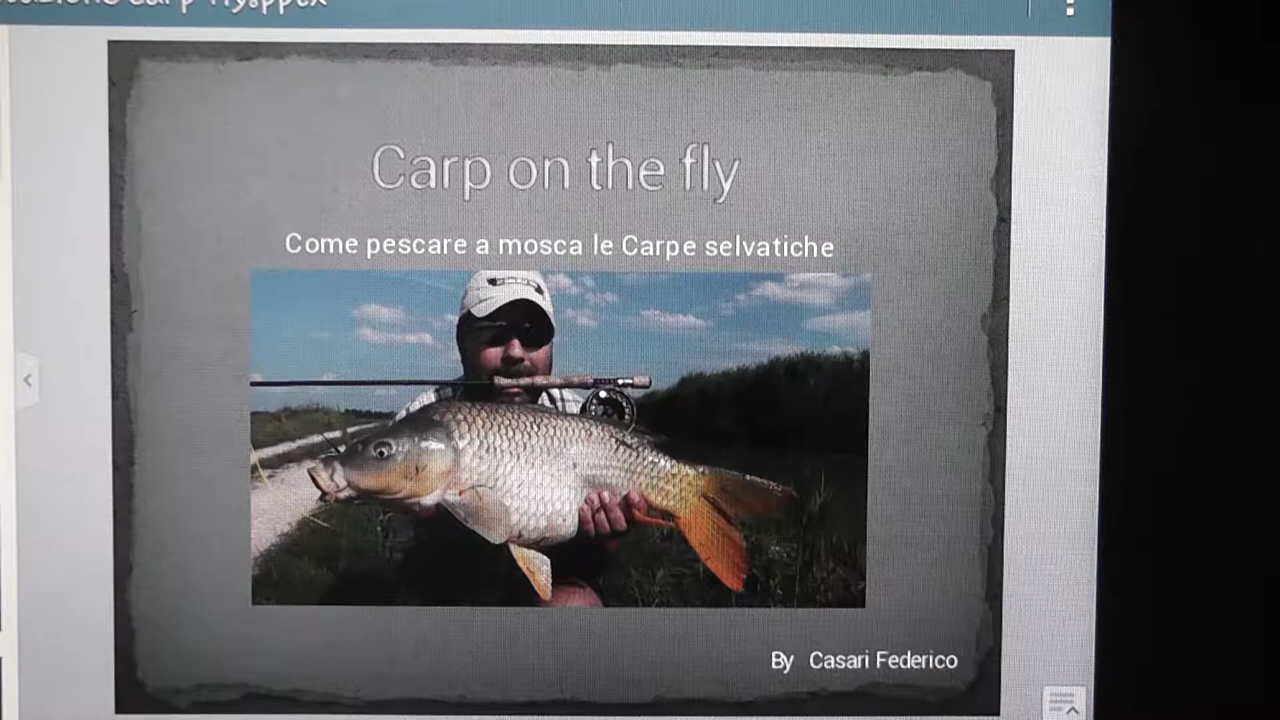 Carp on the fly
Come pescare a mosca le Carpe selvatiche
By Casari Federico